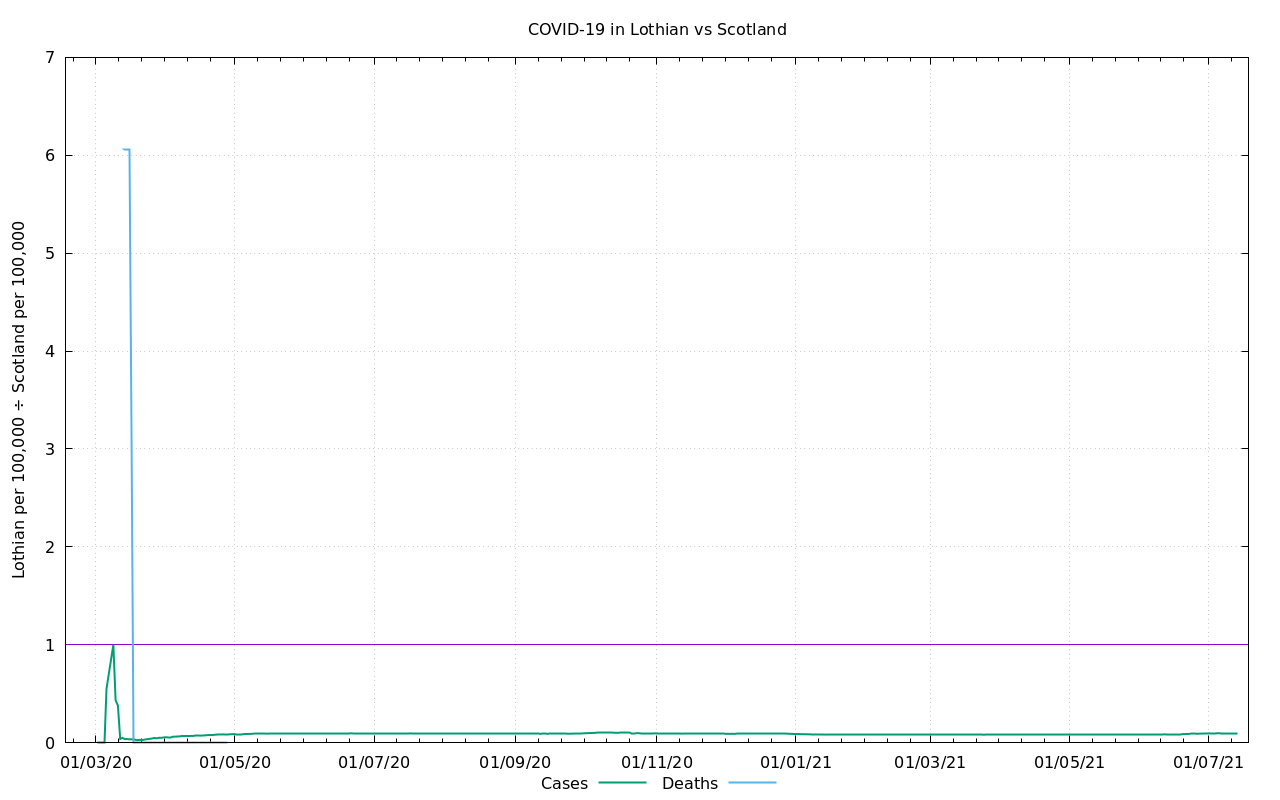 COVID-19 in Lothian vs Scotland
Lothian per 100,000 ÷ Scotland per 100,000
7
6
5
4
3
2
1
0
01/03/20 01/05/20 01/07/20 01/09/20 01/11/20 01/01/21 01/03/21 01/05/21 01/07/21
Cases Deaths